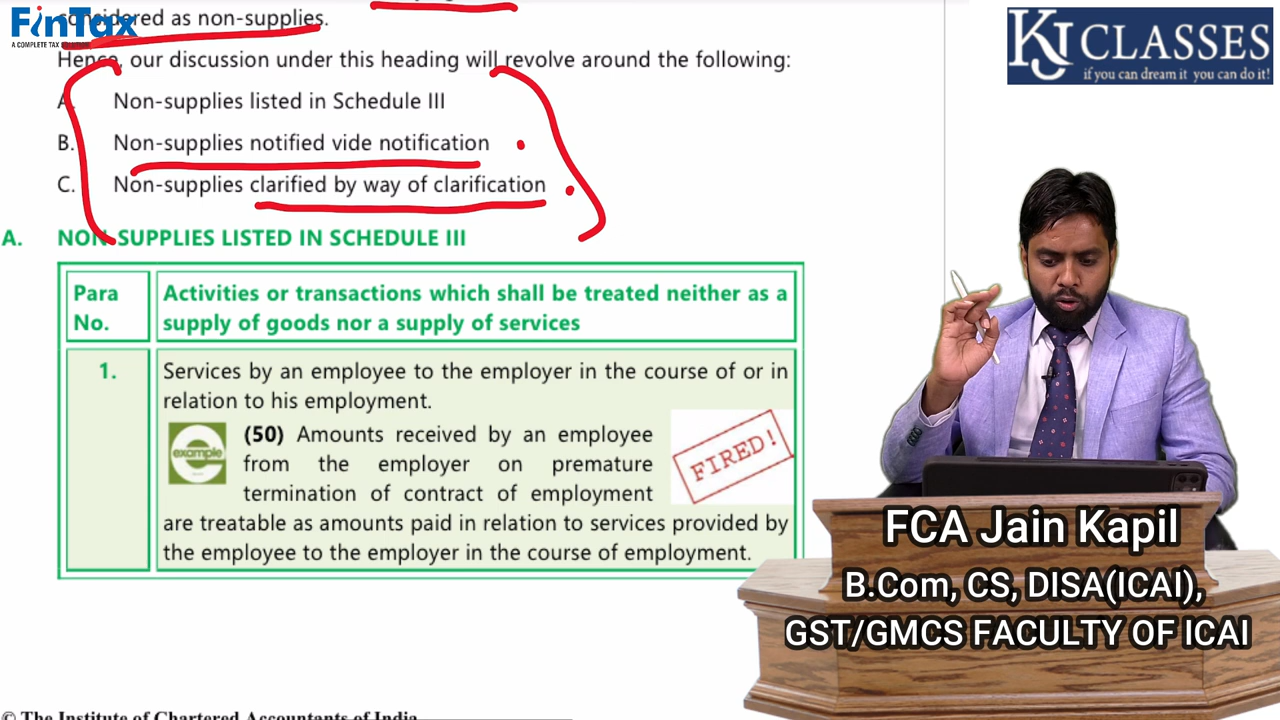 FinTax
A COMPLETE TAX SOLUTION
considered as non-supplies.
Hence, our discussion under this heading will revolve around the following:
A. Non-supplies listed in Schedule III
B. Non-supplies notified vide notification
C. Non-supplies clarified by way of clarification
A. NON-SUPPLIES LISTED IN SCHEDULE III
Para No.
Activities or transactions which shall be treated neither as a
supply of goods nor a supply of services
1.
Services by an employee to the employer in the course of or in
relation to his employment.
example
(50) Amounts received by an employee
from the employer on premature
termination of contract of employment
are treatable as amounts paid in relation to services provided by
the employee to the employer in the course of employment.
FIRED!
© The Institute of Chartered Accountants of India
KJ CLASSES
if you can dream it you can do it!
FCA Jain Kapil
B.Com, CS, DISA(ICAI),
GST/GMCS FACULTY OF ICAI